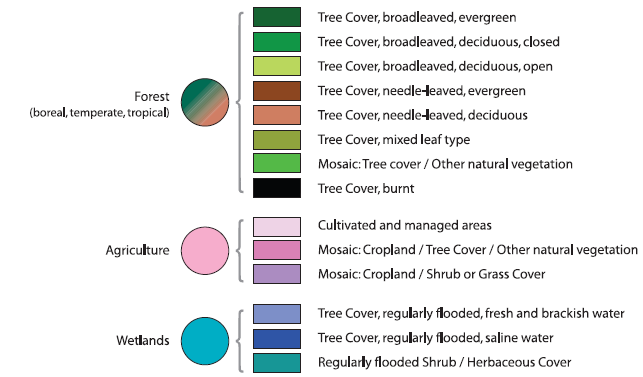 Tree Cover, broadleaved, evergreen
Tree Cover, broadleaved, deciduous, closed
Tree Cover, broadleaved, deciduous, open
Tree Cover, needle-leaved, evergreen
Forest
(boreal, temperate, tropical)
Tree Cover, needle-leaved, deciduous
Tree Cover, mixed leaf type
Mosaic: Tree cover / Other natural vegetation
Tree Cover, burnt
Cultivated and managed areas
Agriculture
Mosaic: Cropland / Tree Cover / Other natural vegetation
Mosaic: Cropland / Shrub or Grass Cover
Tree Cover, regularly flooded, fresh and brackish water
Wetlands
Tree Cover, regularly flooded, saline water
Regularly flooded Shrub / Herbaceous Cover